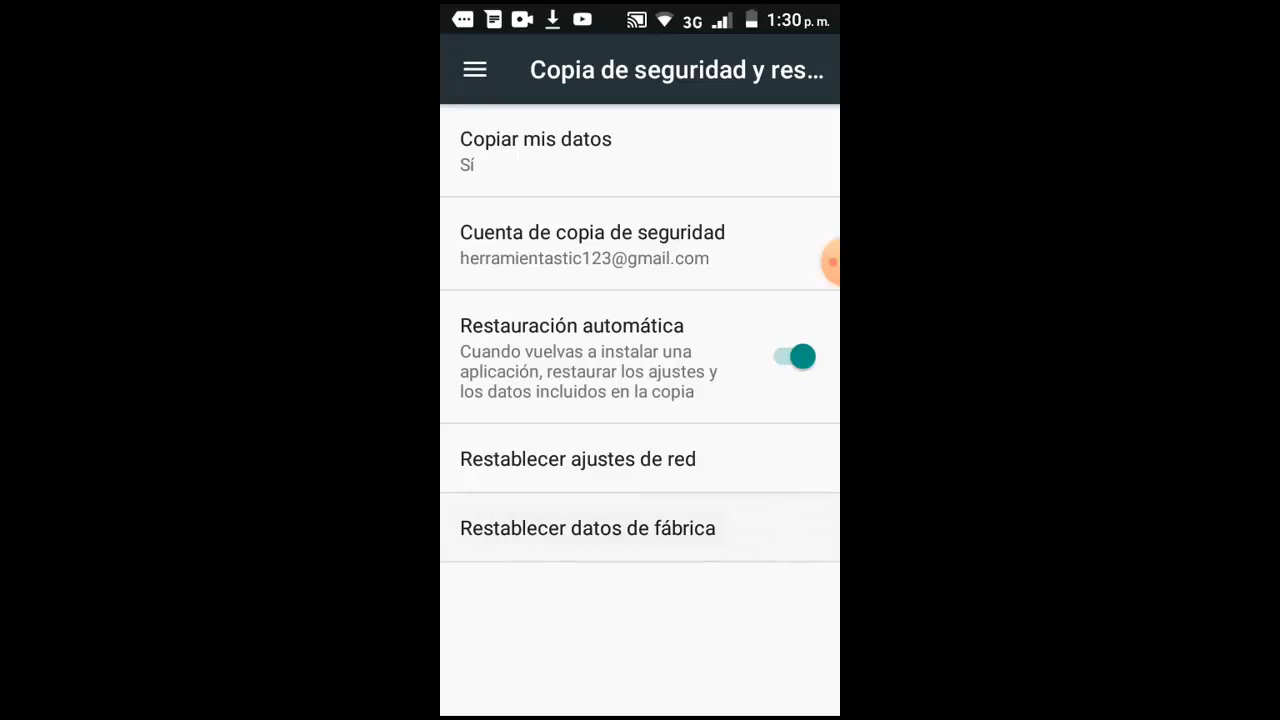 3G 1:30 p. m.
Copia de seguridad y res...
Copiar mis datos
Sí
Cuenta de copia de seguridad
herramientastic123@gmail.com
Restauración automática
Cuando vuelvas a instalar una
aplicación, restaurar los ajustes y
los datos incluidos en la copia
Restablecer ajustes de red
Restablecer datos de fábrica